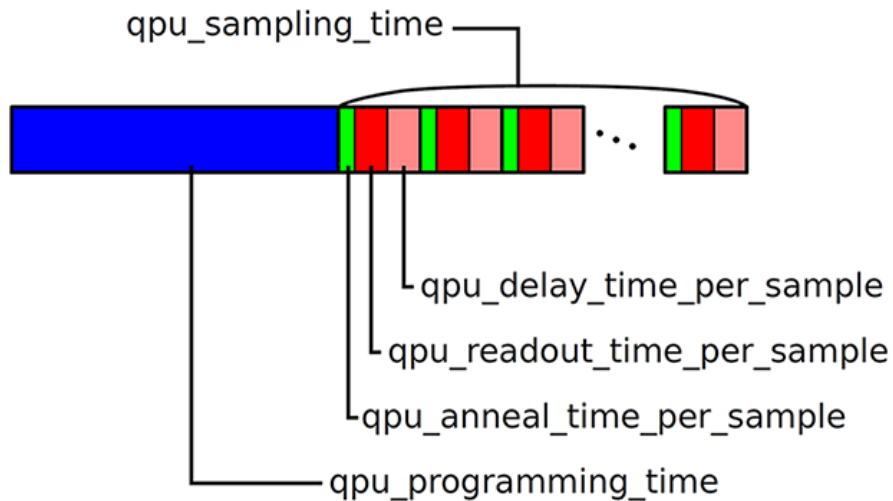 qpu_sampling_time
qpu_delay_time_per_sample
qpu_readout_time_per_sample
qpu_anneal_time_per_sample
qpu_programming_time